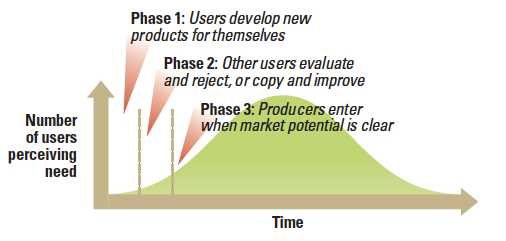 Phase 1: Users develop new
products for themselves
Phase 2: Other users evaluate
and reject, or copy and improve
Phase 3: Producers enter
when market potential is clear
Number
of users
perceiving
need
Time